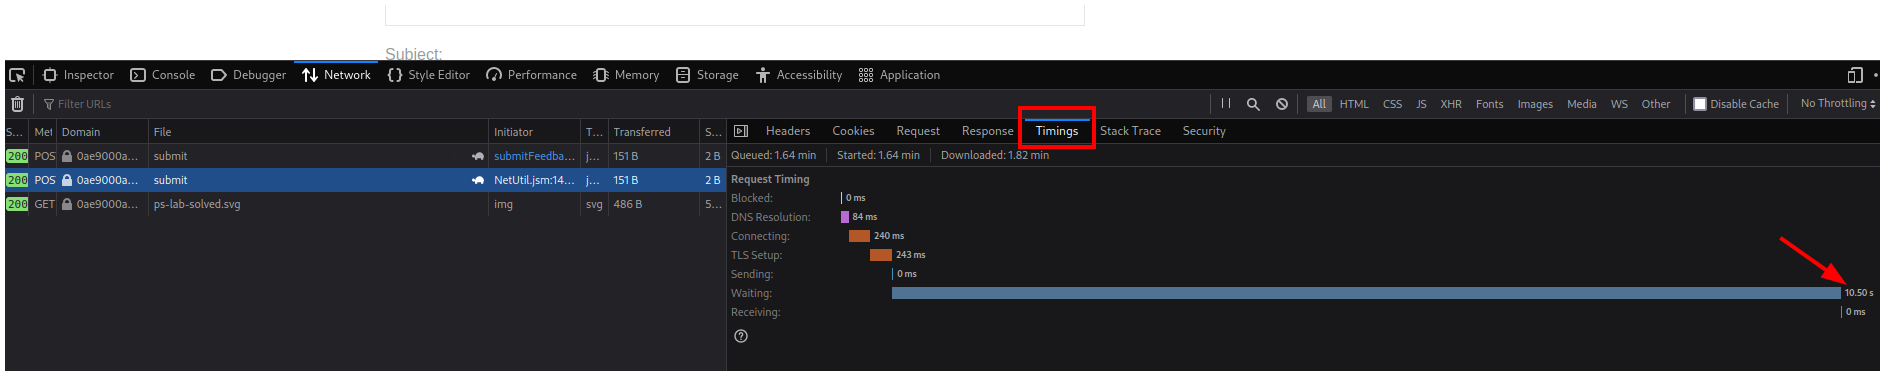 Subject:
Inspector Console Debugger Network Style Editor Performance Memory Storage Accessibility Application
Filter URLs All HTML CSS JS XHR Fonts Images Media WS Other Disable Cache No Throttling
S... Met Domain File Initiator T... Transferred S...
Headers Cookies Request Response Timings Stack Trace Security
200 POS 0ae9000a... submit submitFeedba... j... 151 B 2 B
Queued: 1.64 min Started: 1.64 min Downloaded: 1.82 min
200 POS 0ae9000a... submit NetUtil.jsm:14... j... 151 B 2 B
200 GET 0ae9000a... ps-lab-solved.svg img svg 486 B 5...
Request Timing
Blocked: 0 ms
DNS Resolution: 84 ms
Connecting: 240 ms
TLS Setup: 243 ms
Sending: 0 ms
Waiting: 10.50 s
Receiving: 0 ms